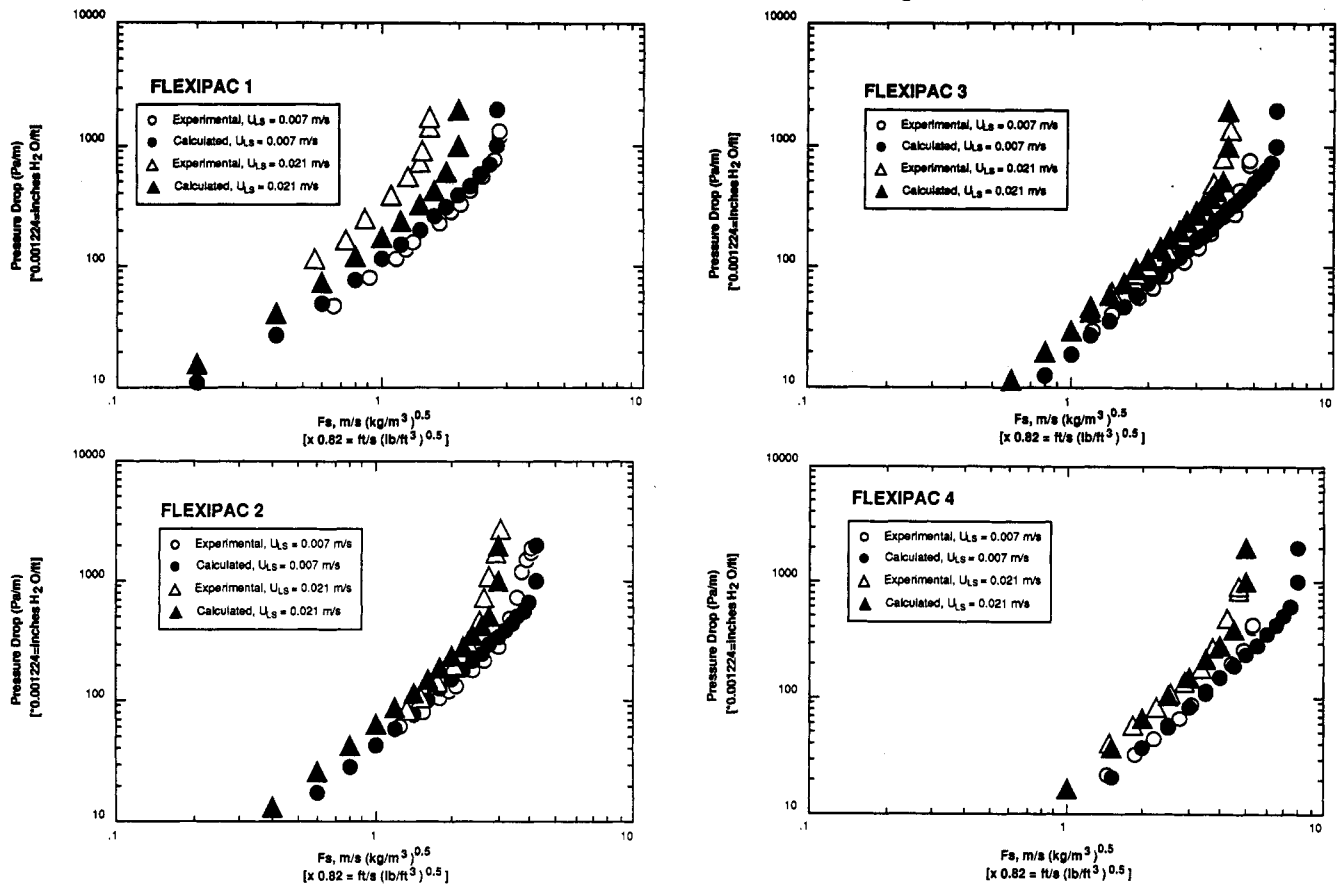 FLEXIPAC 1
Experimental, ULS = 0.007 m/s
Calculated, ULS = 0.007 m/s
Experimental, ULS = 0.021 m/s
Calculated, ULS = 0.021 m/s
Pressure Drop (Pa/m)
[*0.001224=inches H2 O/ft]
10000
1000
100
10
.1
1
10
Fs, m/s (kg/m3)0.5
[x 0.82 = ft/s (lb/ft3)0.5]
FLEXIPAC 3
Experimental, ULS = 0.007 m/s
Calculated, ULS = 0.007 m/s
Experimental, ULS = 0.021 m/s
Calculated, ULS = 0.021 m/s
Pressure Drop (Pa/m)
[*0.001224=inches H2 O/ft]
10000
1000
100
10
.1
1
10
Fs, m/s (kg/m3)0.5
[x 0.82 = ft/s (lb/ft3)0.5]
FLEXIPAC 2
Experimental, ULS = 0.007 m/s
Calculated, ULS = 0.007 m/s
Experimental, ULS = 0.021 m/s
Calculated, ULS = 0.021 m/s
Pressure Drop (Pa/m)
[*0.001224=inches H2 O/ft]
10000
1000
100
10
.1
1
10
Fs, m/s (kg/m3)0.5
[x 0.82 = ft/s (lb/ft3)0.5]
FLEXIPAC 4
Experimental, ULS = 0.007 m/s
Calculated, ULS = 0.007 m/s
Experimental, ULS = 0.021 m/s
Calculated, ULS = 0.021 m/s
Pressure Drop (Pa/m)
[*0.001224=inches H2 O/ft]
10000
1000
100
10
.1
1
10
Fs, m/s (kg/m3)0.5
[x 0.82 = ft/s (lb/ft3)0.5]